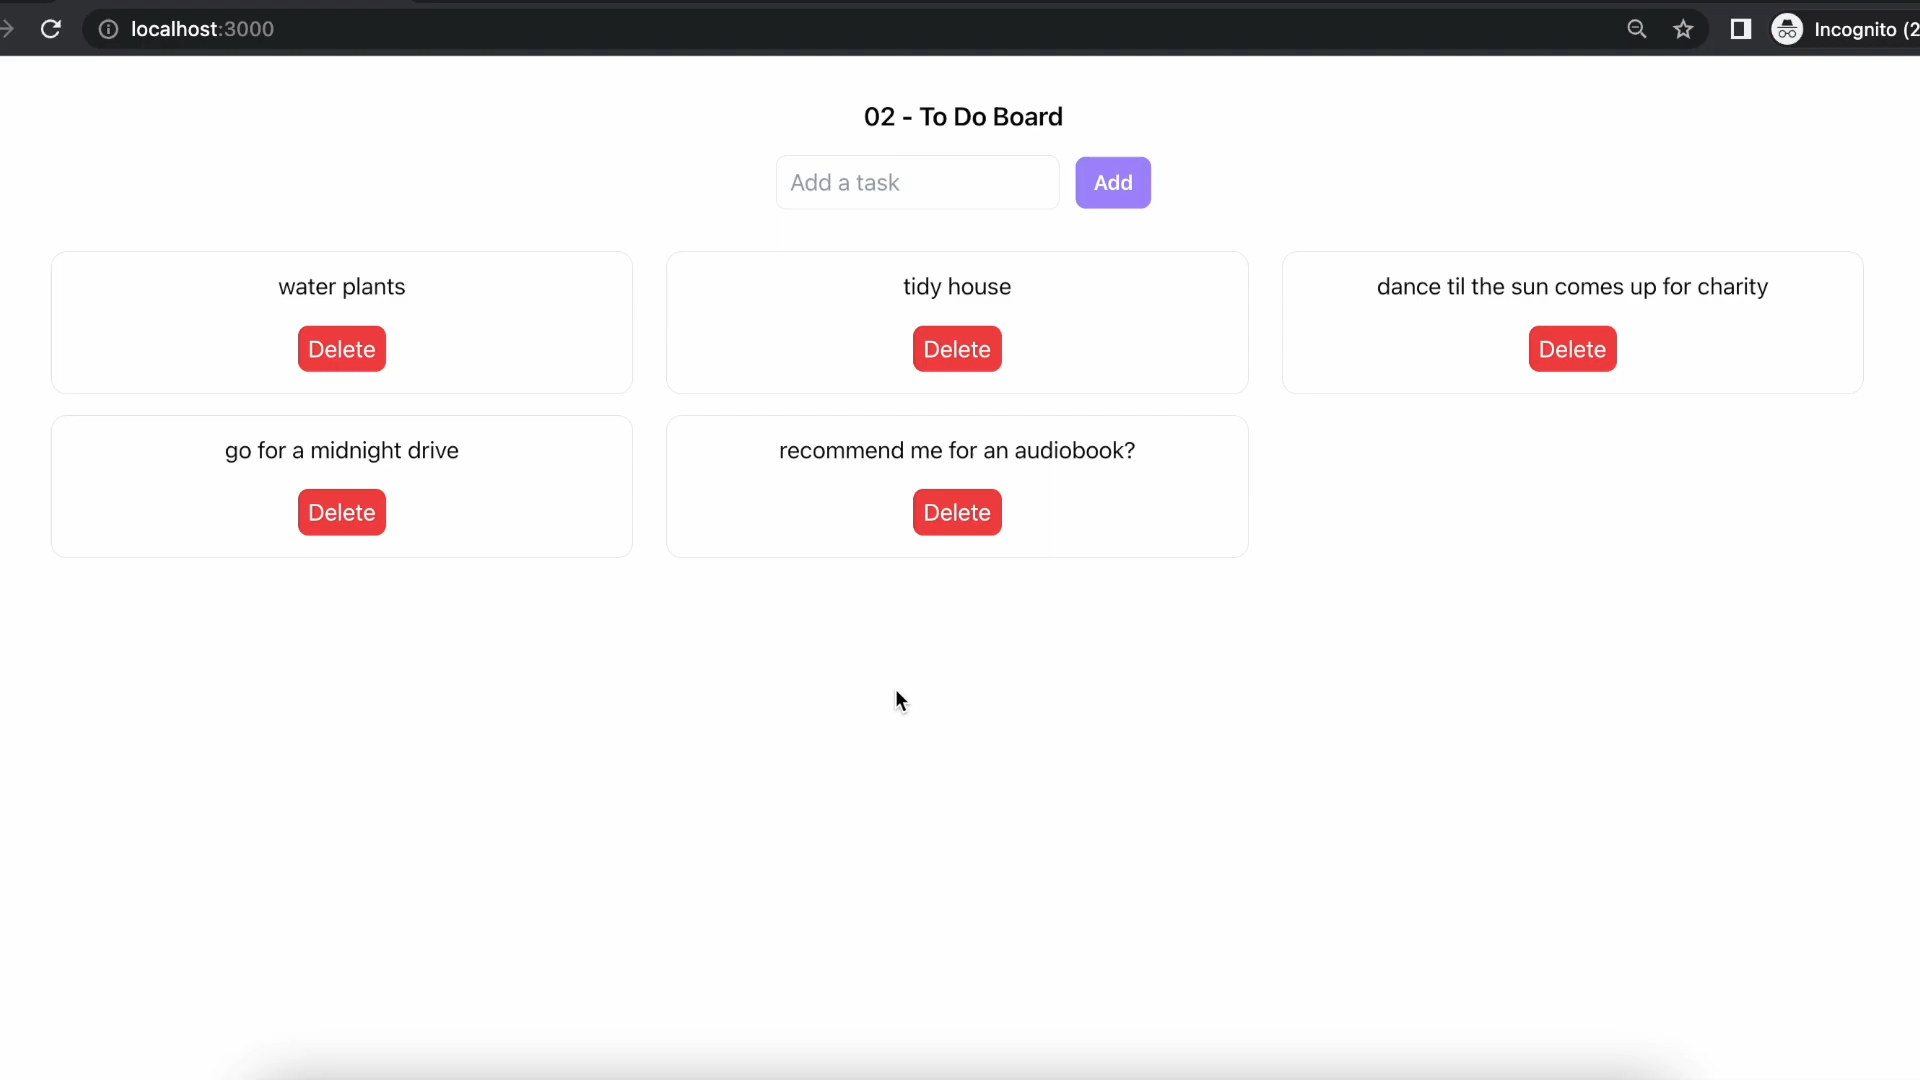 localhost:3000
Incognito (2
02 - To Do Board
Add a task
Add
water plants
tidy house
dance til the sun comes up for charity
Delete
Delete
Delete
go for a midnight drive
recommend me for an audiobook?
Delete
Delete